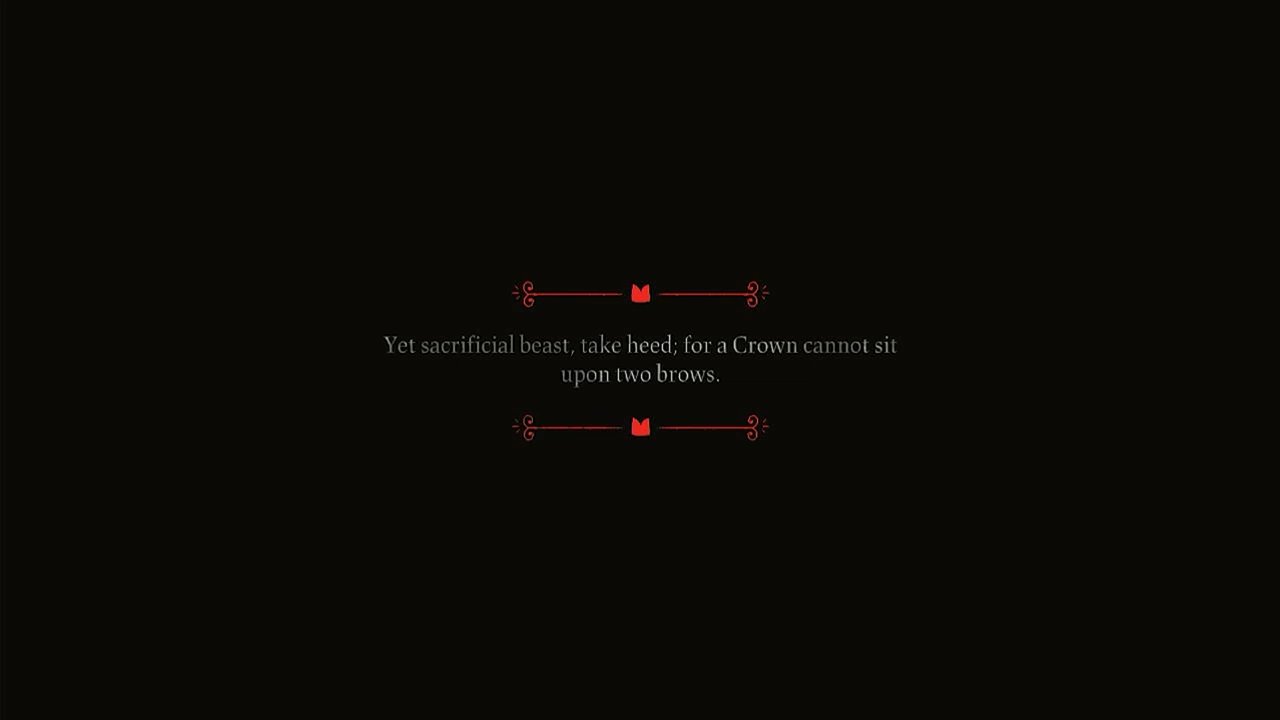 Yet sacrificial beast, take heed; for a Crown cannot sit
upon two brows.